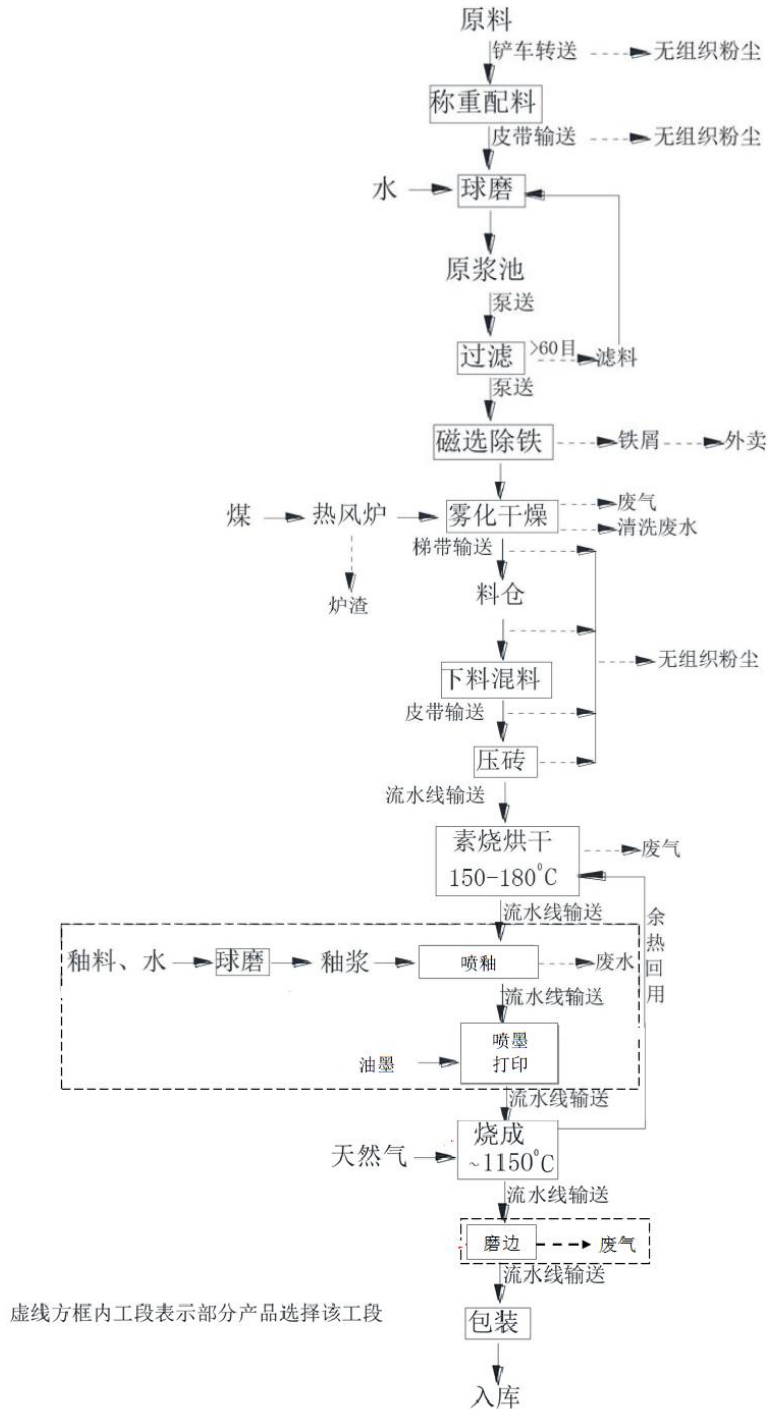 原料
铲车转送
无组织粉尘
称重配料
皮带输送
无组织粉尘
水
球磨
原浆池
泵送
过滤
>60目
滤料
泵送
磁选除铁
铁屑
外卖
煤
热风炉
雾化干燥
废气
清洗废水
梯带输送
炉渣
料仓
无组织粉尘
下料混料
皮带输送
压砖
流水线输送
素烧烘干
150-180⁰C
废气
流水线输送
余
热
回
用
釉料、水
球磨
釉浆
喷釉
废水
流水线输送
油墨
喷墨
打印
流水线输送
天然气
烧成
~1150⁰C
流水线输送
磨边
废气
流水线输送
虚线方框内工段表示部分产品选择该工段
包装
入库